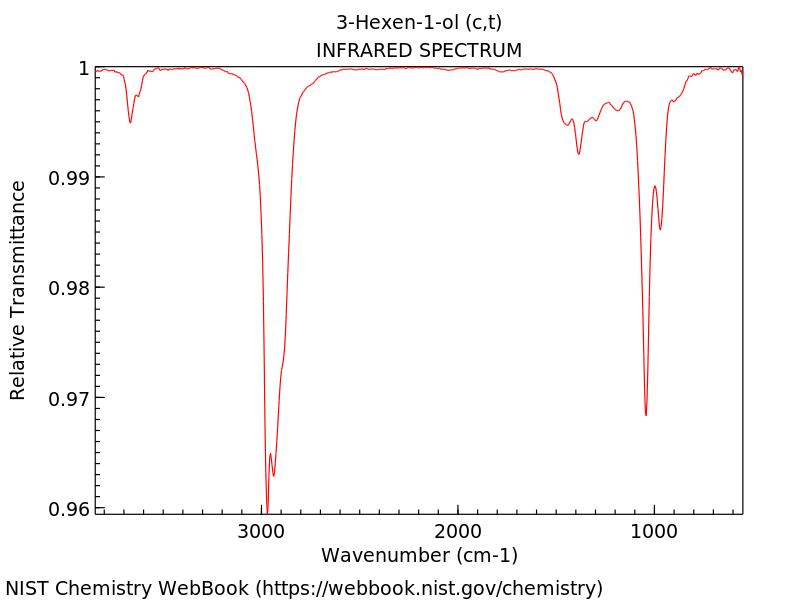 3-Hexen-1-ol (c,t)
INFRARED SPECTRUM
1
0.99
0.98
0.97
0.96
Relative Transmittance
3000 2000 1000
Wavenumber (cm-1)
NIST Chemistry WebBook (https://webbook.nist.gov/chemistry)